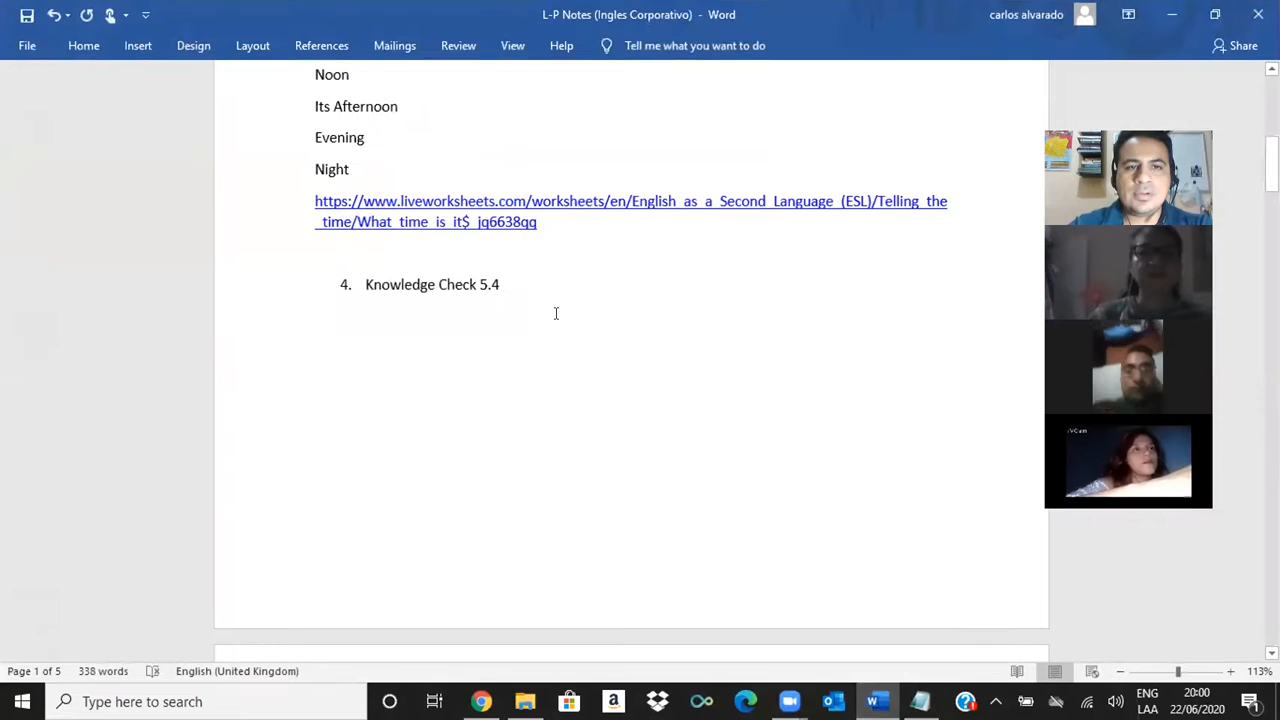 L-P Notes (Ingles Corporativo) - Word
carlos alvarado
File Home Insert Design Layout References Mailings Review View Help Tell me what you want to do Share
Noon
Its Afternoon
Evening
Night
https://www.liveworksheets.com/worksheets/en/English_as_a_Second_Language_(ESL)/Telling_the
_time/What_time_is_it$_jq6638qq
4. Knowledge Check 5.4
Page 1 of 5 338 words English (United Kingdom) 113%
Type here to search
ENG 20:00
LAA 22/06/2020